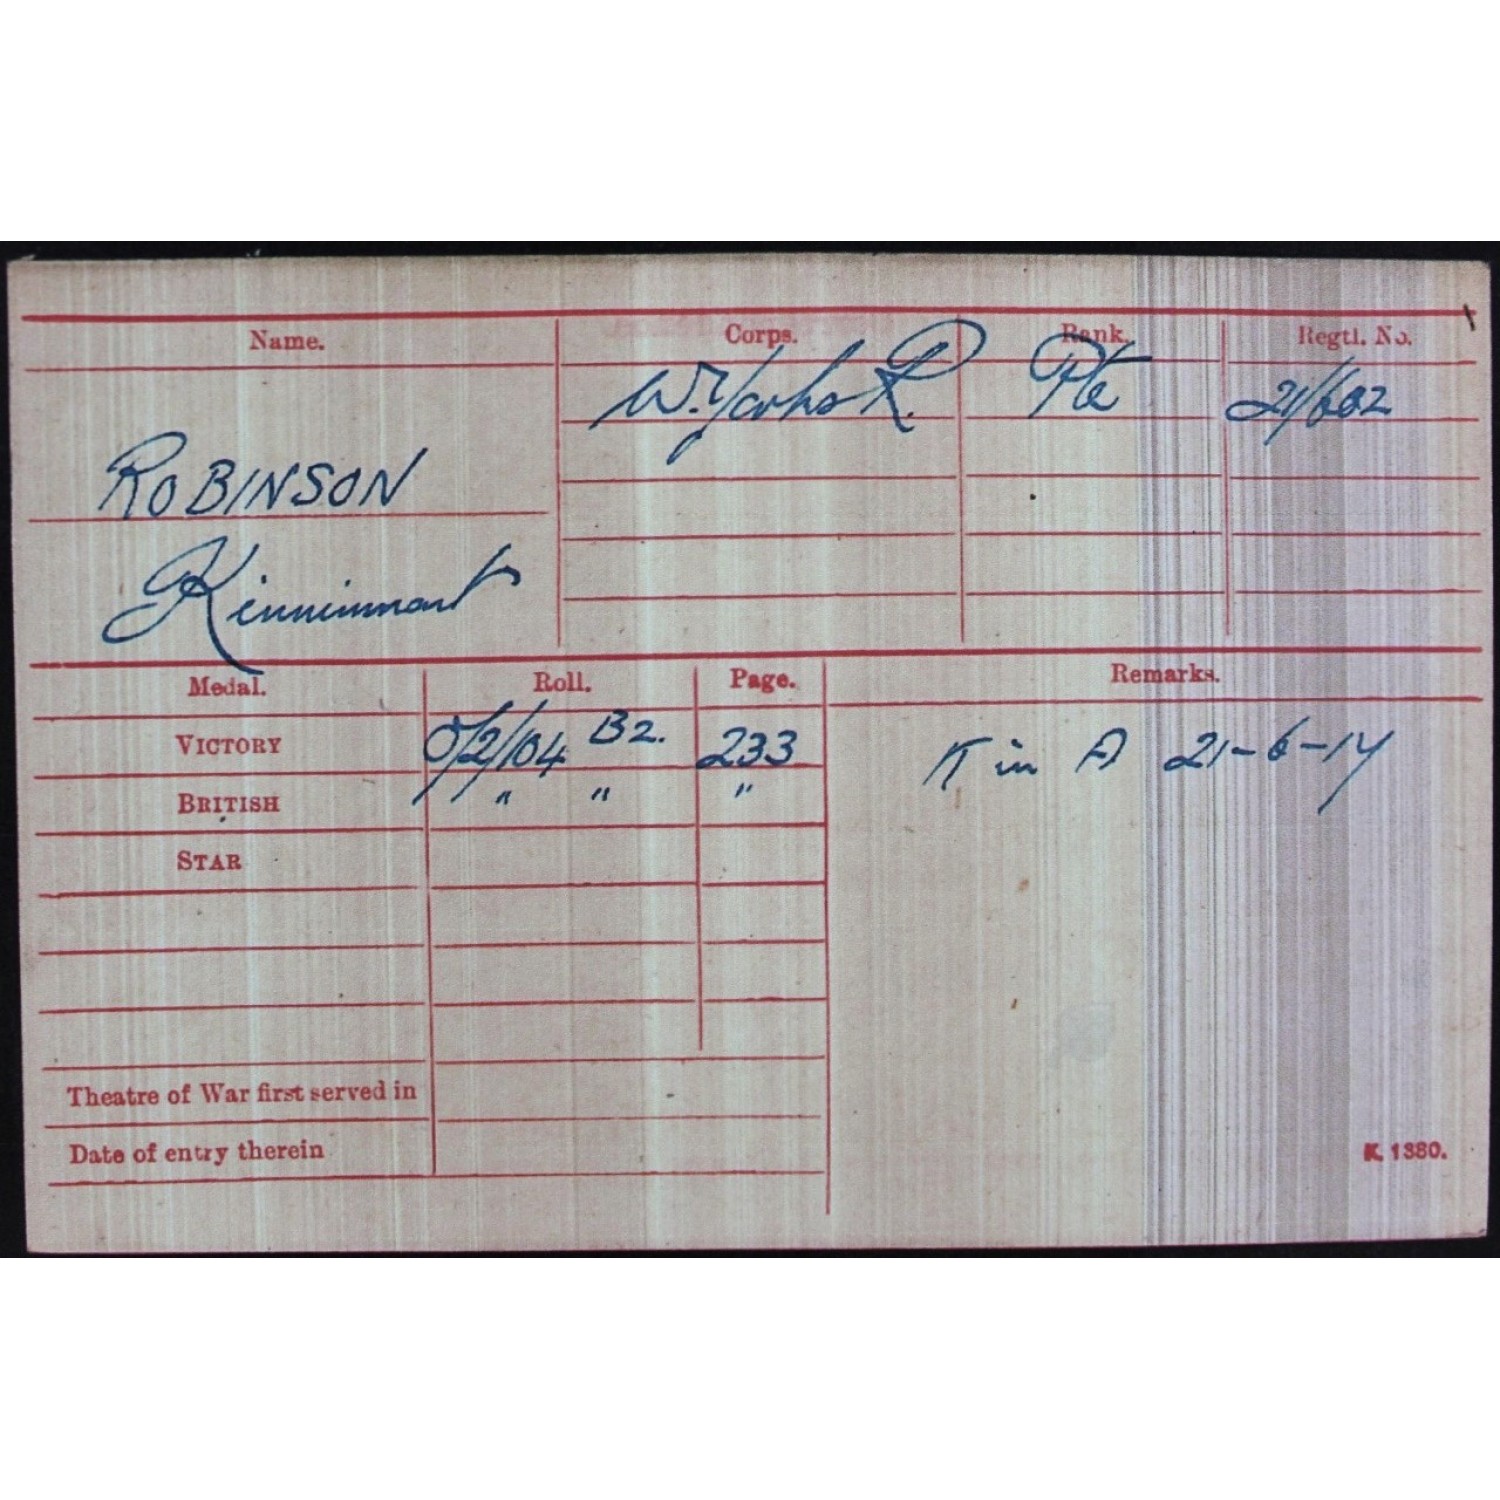 Name. Corps. Rank. Regtl. No.
W. Yorks R. Pte 21/602
ROBINSON
Kinnimmont
Medal. Roll. Page. Remarks.
VICTORY O/2/104 B2. 233 K in A 21-6-17
BRITISH " " "
STAR
Theatre of War first served in
Date of entry therein
K. 1380.